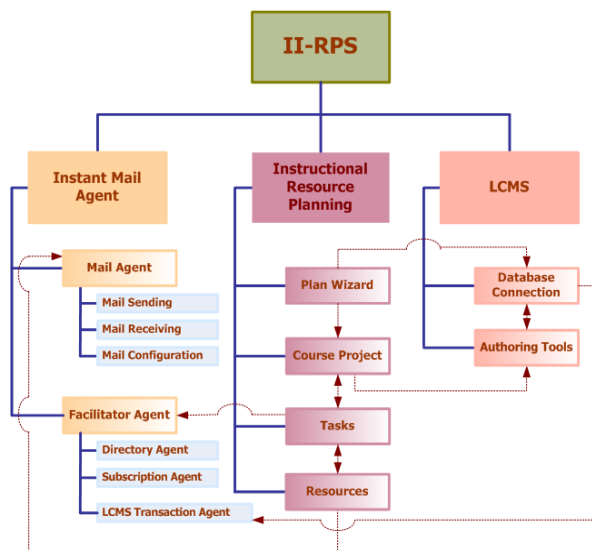 II-RPS
Instant Mail
Agent
Instructional
Resource
Planning
LCMS
Mail Agent
Mail Sending
Mail Receiving
Mail Configuration
Facilitator Agent
Directory Agent
Subscription Agent
LCMS Transaction Agent
Plan Wizard
Course Project
Tasks
Resources
Database
Connection
Authoring Tools